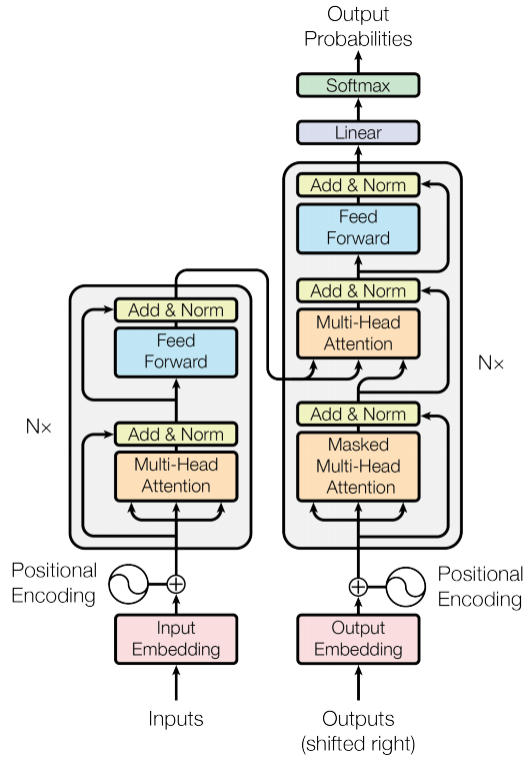 Output
Probabilities
Softmax
Linear
Add & Norm
Feed
Forward
Add & Norm
Multi-Head
Attention
Add & Norm
Masked
Multi-Head
Attention
N×
Positional
Encoding
Output
Embedding
Outputs
(shifted right)
Add & Norm
Feed
Forward
Add & Norm
Multi-Head
Attention
N×
Positional
Encoding
Input
Embedding
Inputs